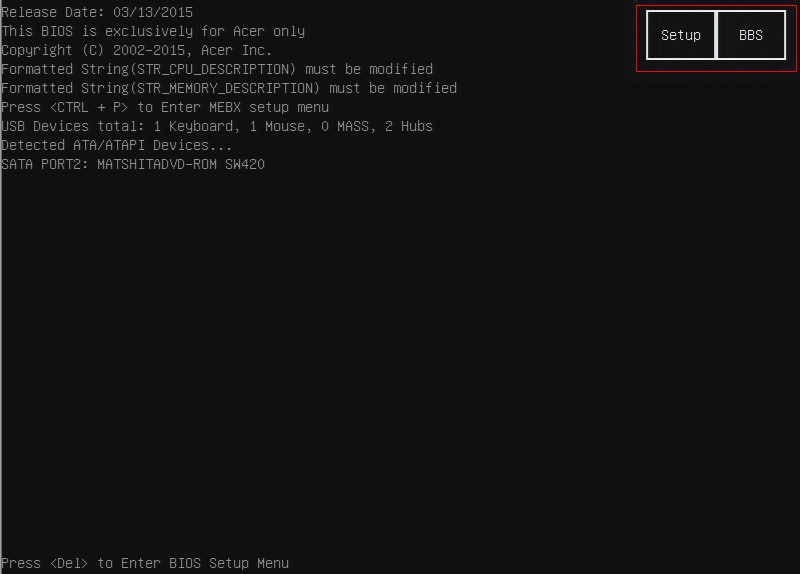 Release Date: 03/13/2015
Setup
BBS
This BIOS is exclusively for Acer only
Copyright (C) 2002-2015, Acer Inc.
Formatted String(STR_CPU_DESCRIPTION) must be modified
Formatted String(STR_MEMORY_DESCRIPTION) must be modified
Press <CTRL + P> to Enter MEBX setup menu
USB Devices total: 1 Keyboard, 1 Mouse, 0 MASS, 2 Hubs
Detected ATA/ATAPI Devices...
SATA PORT2: MATSHITADVD-ROM SW420
Press <Del> to Enter BIOS Setup Menu